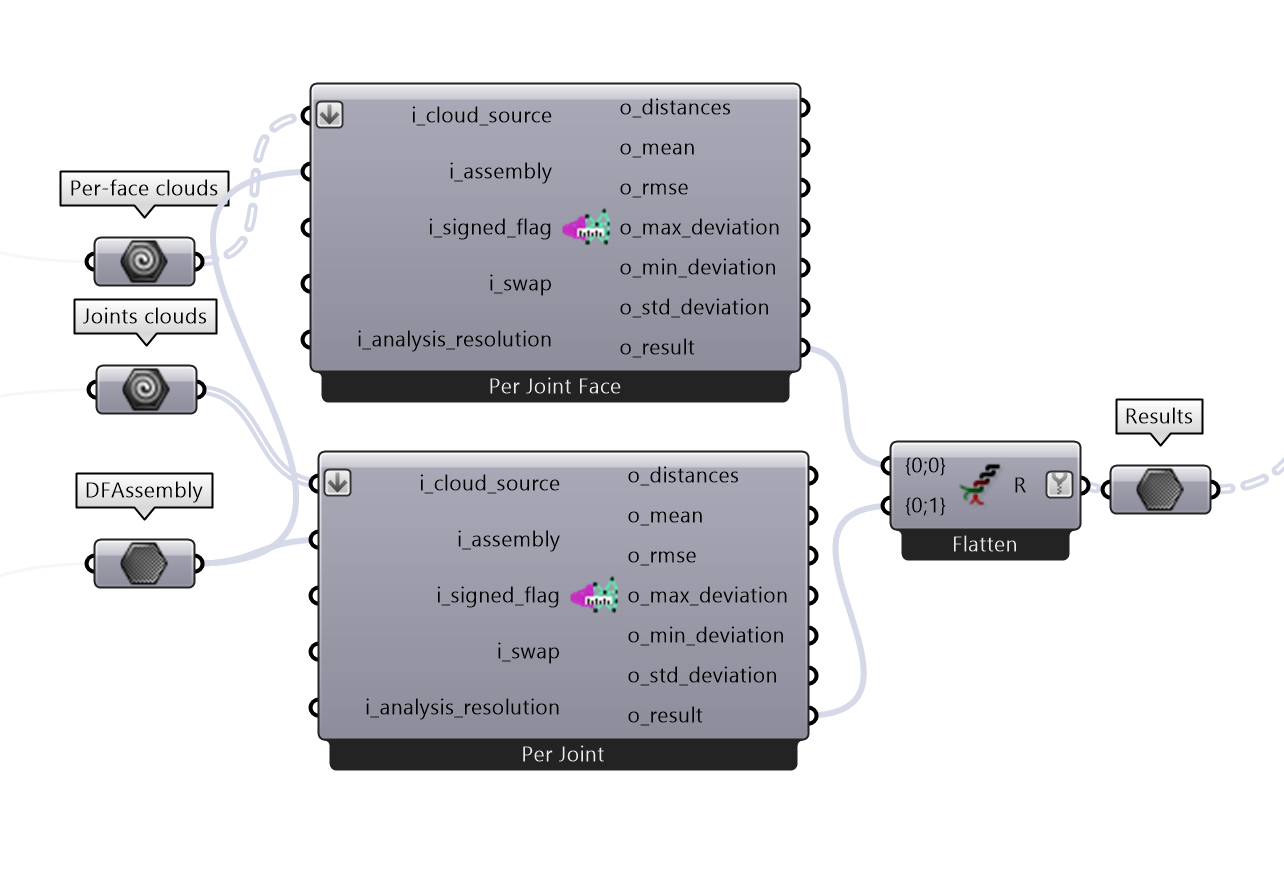 Per-face clouds
Joints clouds
DFAssembly
i_cloud_source
i_assembly
i_signed_flag
i_swap
i_analysis_resolution
o_distances
o_mean
o_rmse
o_max_deviation
o_min_deviation
o_std_deviation
o_result
Per Joint Face
i_cloud_source
i_assembly
i_signed_flag
i_swap
i_analysis_resolution
o_distances
o_mean
o_rmse
o_max_deviation
o_min_deviation
o_std_deviation
o_result
Per Joint
{0;0}
{0;1}
R
Flatten
Results